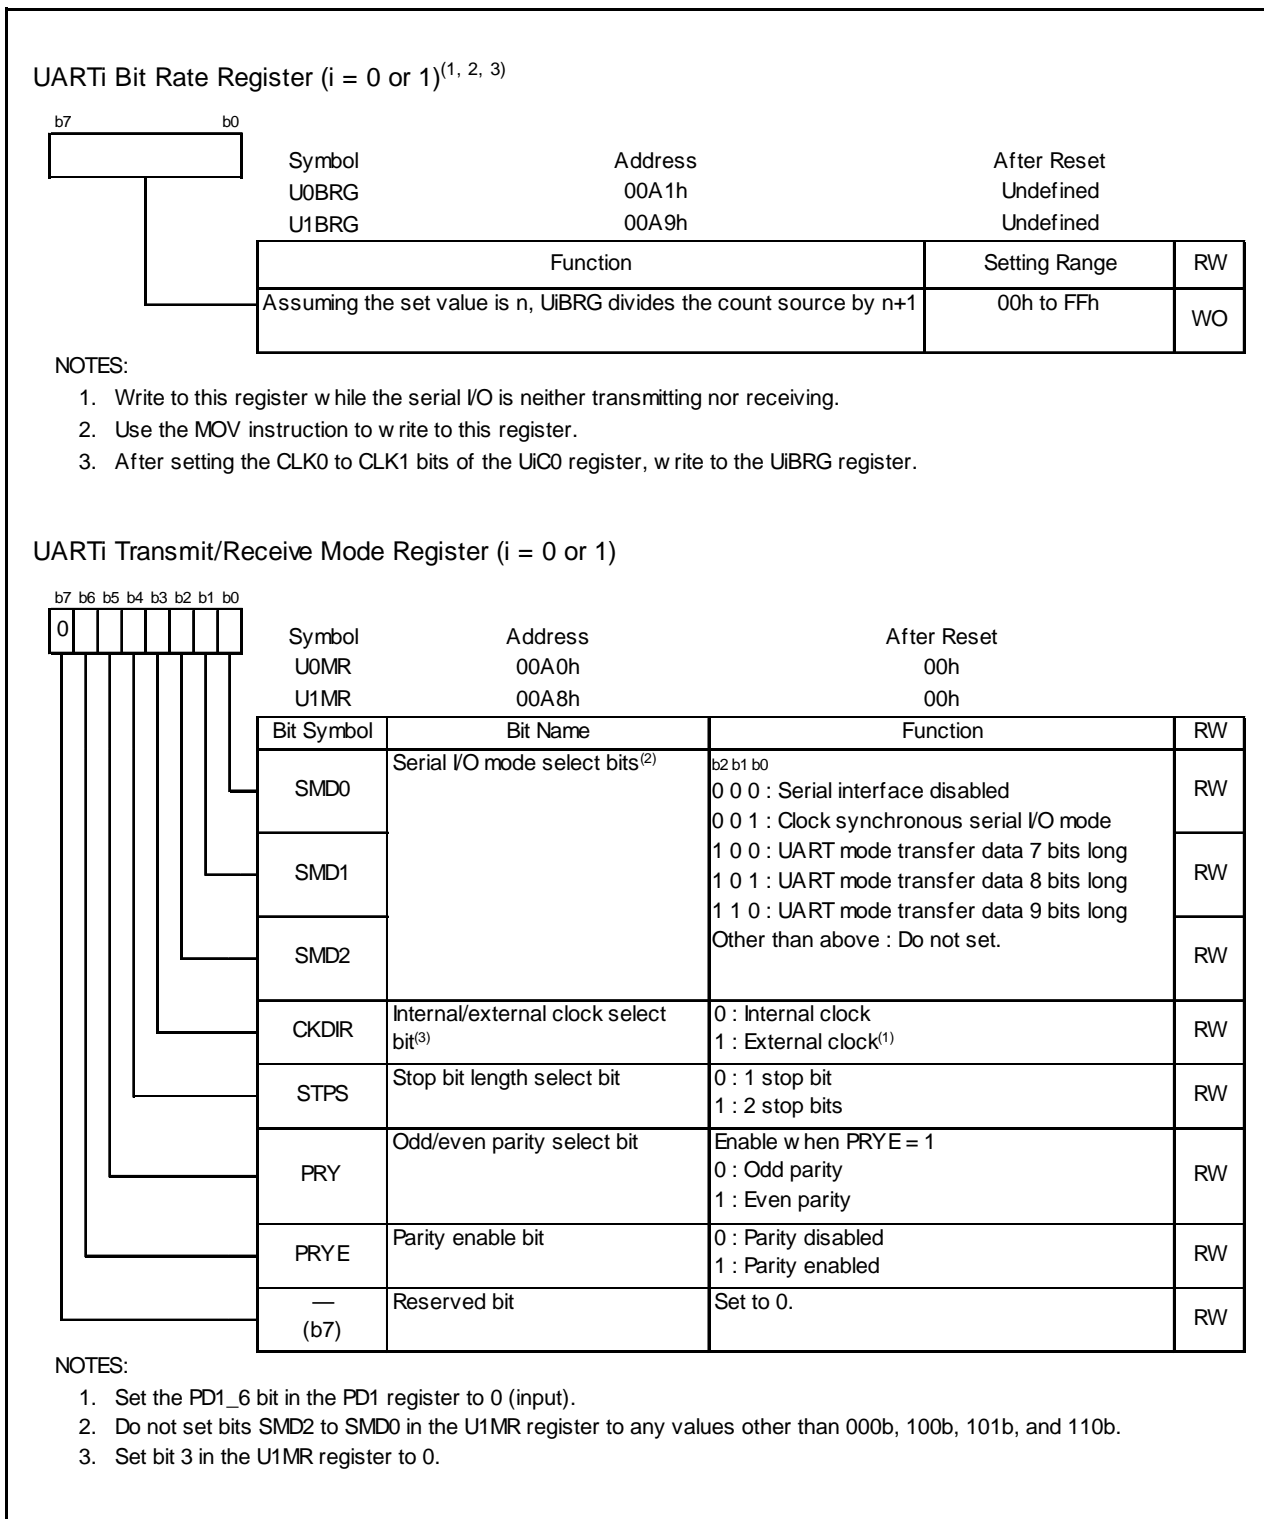 UARTi Bit Rate Register (i = 0 or 1)(1, 2, 3)
b7 b0
Symbol Address After Reset
U0BRG 00A1h Undefined
U1BRG 00A9h Undefined
Function Setting Range RW
Assuming the set value is n, UiBRG divides the count source by n+1 00h to FFh WO
NOTES:
1. Write to this register while the serial I/O is neither transmitting nor receiving.
2. Use the MOV instruction to write to this register.
3. After setting the CLK0 to CLK1 bits of the UiC0 register, write to the UiBRG register.
UARTi Transmit/Receive Mode Register (i = 0 or 1)
b7 b6 b5 b4 b3 b2 b1 b0
0
Symbol Address After Reset
U0MR 00A0h 00h
U1MR 00A8h 00h
Bit Symbol Bit Name Function RW
SMD0 Serial I/O mode select bits(2) b2 b1 b0 RW
0 0 0 : Serial interface disabled
0 0 1 : Clock synchronous serial I/O mode
SMD1 1 0 0 : UART mode transfer data 7 bits long RW
1 0 1 : UART mode transfer data 8 bits long
1 1 0 : UART mode transfer data 9 bits long
SMD2 Other than above : Do not set. RW
CKDIR Internal/external clock select bit(3) 0 : Internal clock RW
1 : External clock(1)
STPS Stop bit length select bit 0 : 1 stop bit RW
1 : 2 stop bits
PRY Odd/even parity select bit Enable when PRYE = 1 RW
0 : Odd parity
1 : Even parity
PRYE Parity enable bit 0 : Parity disabled RW
1 : Parity enabled
— (b7) Reserved bit Set to 0. RW
NOTES:
1. Set the PD1_6 bit in the PD1 register to 0 (input).
2. Do not set bits SMD2 to SMD0 in the U1MR register to any values other than 000b, 100b, 101b, and 110b.
3. Set bit 3 in the U1MR register to 0.